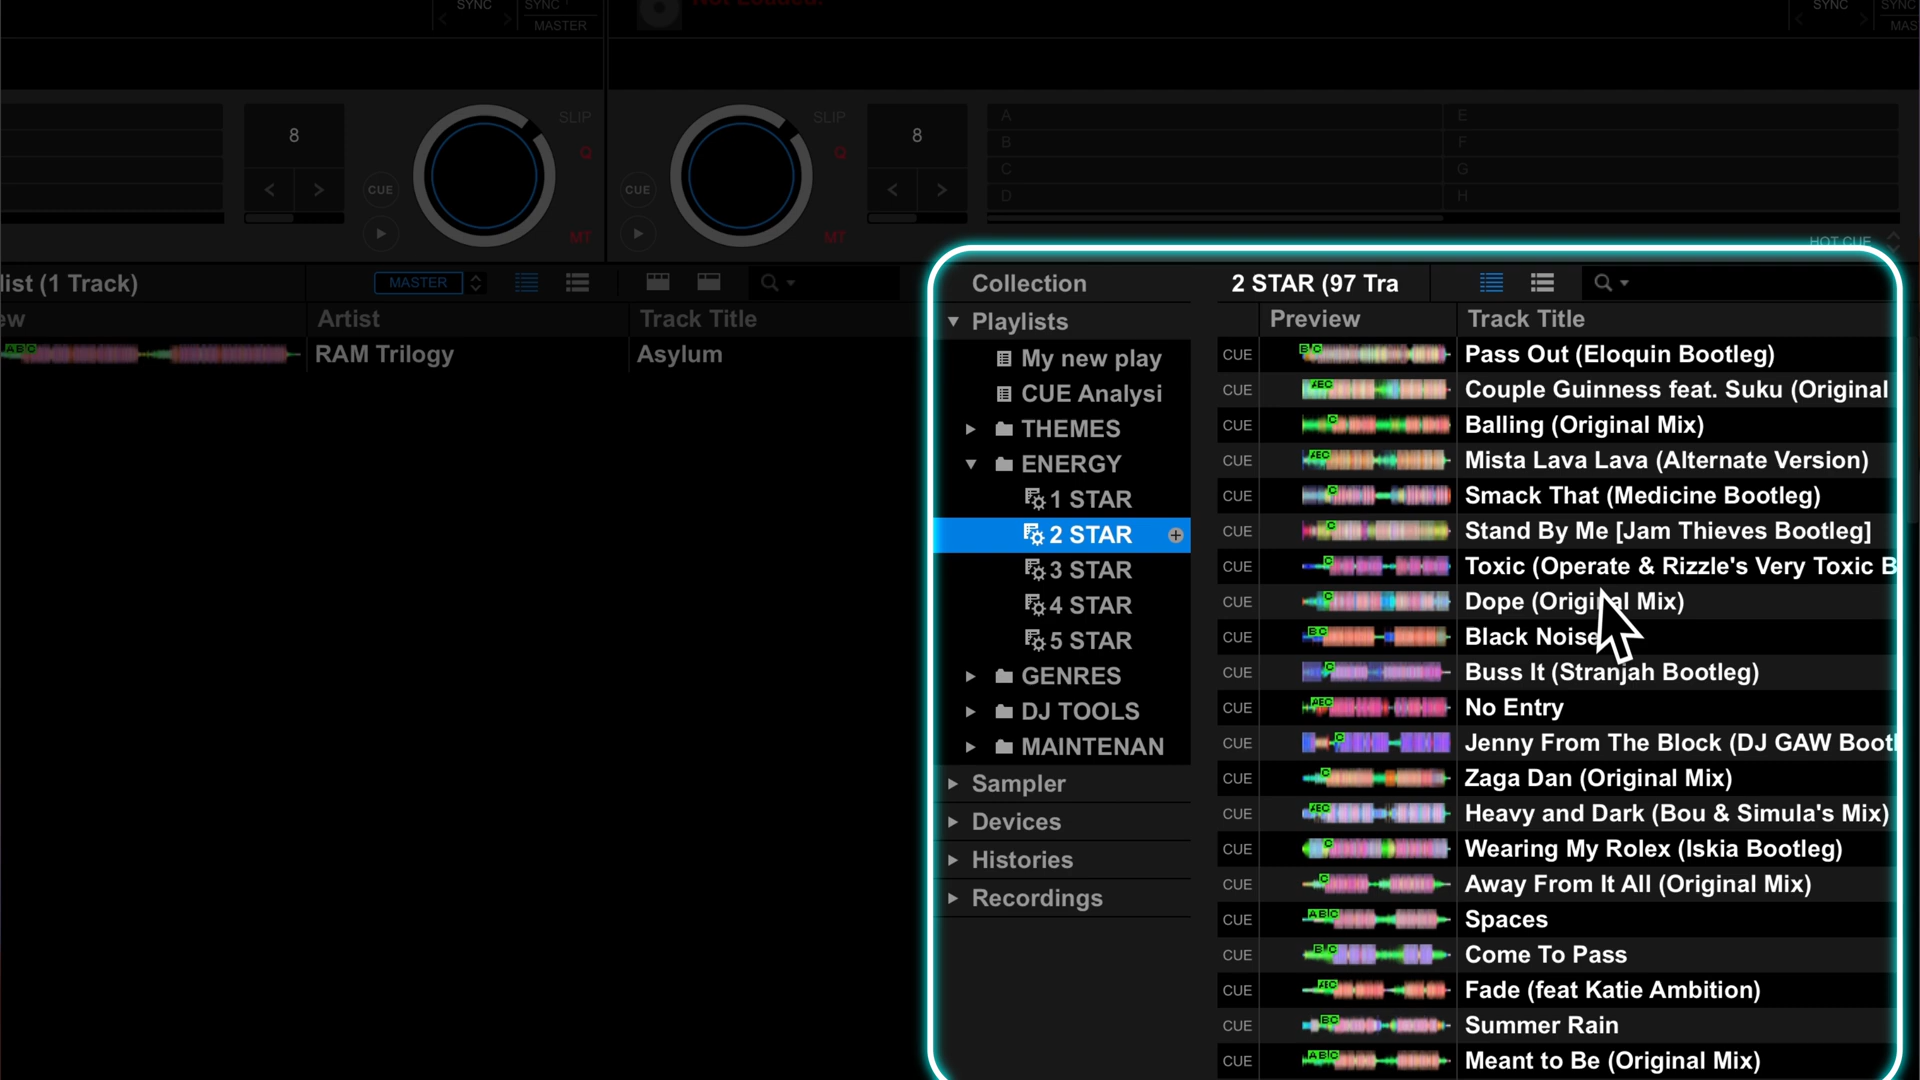 SYNC
SYNC
MASTER
Not Loaded.
SYNC
SYNC
MAS
8
CUE
SLIP
Q
MT
CUE
SLIP
Q
MT
8
A
B
C
D
E
F
G
H
HOT CUE
list (1 Track)
MASTER
ew
Artist
Track Title
ABC
RAM Trilogy
Asylum
Collection
Playlists
My new play
CUE Analysi
THEMES
ENERGY
1 STAR
2 STAR
3 STAR
4 STAR
5 STAR
GENRES
DJ TOOLS
MAINTENAN
Sampler
Devices
Histories
Recordings
2 STAR (97 Tra
Preview
Track Title
CUE
Pass Out (Eloquin Bootleg)
CUE
Couple Guinness feat. Suku (Original
CUE
Balling (Original Mix)
CUE
Mista Lava Lava (Alternate Version)
CUE
Smack That (Medicine Bootleg)
CUE
Stand By Me [Jam Thieves Bootleg]
CUE
Toxic (Operate & Rizzle's Very Toxic B
CUE
Dope (Original Mix)
CUE
Black Noise
CUE
Buss It (Stranjah Bootleg)
CUE
No Entry
CUE
Jenny From The Block (DJ GAW Bootl
CUE
Zaga Dan (Original Mix)
CUE
Heavy and Dark (Bou & Simula's Mix)
CUE
Wearing My Rolex (Iskia Bootleg)
CUE
Away From It All (Original Mix)
CUE
Spaces
CUE
Come To Pass
CUE
Fade (feat Katie Ambition)
CUE
Summer Rain
CUE
Meant to Be (Original Mix)